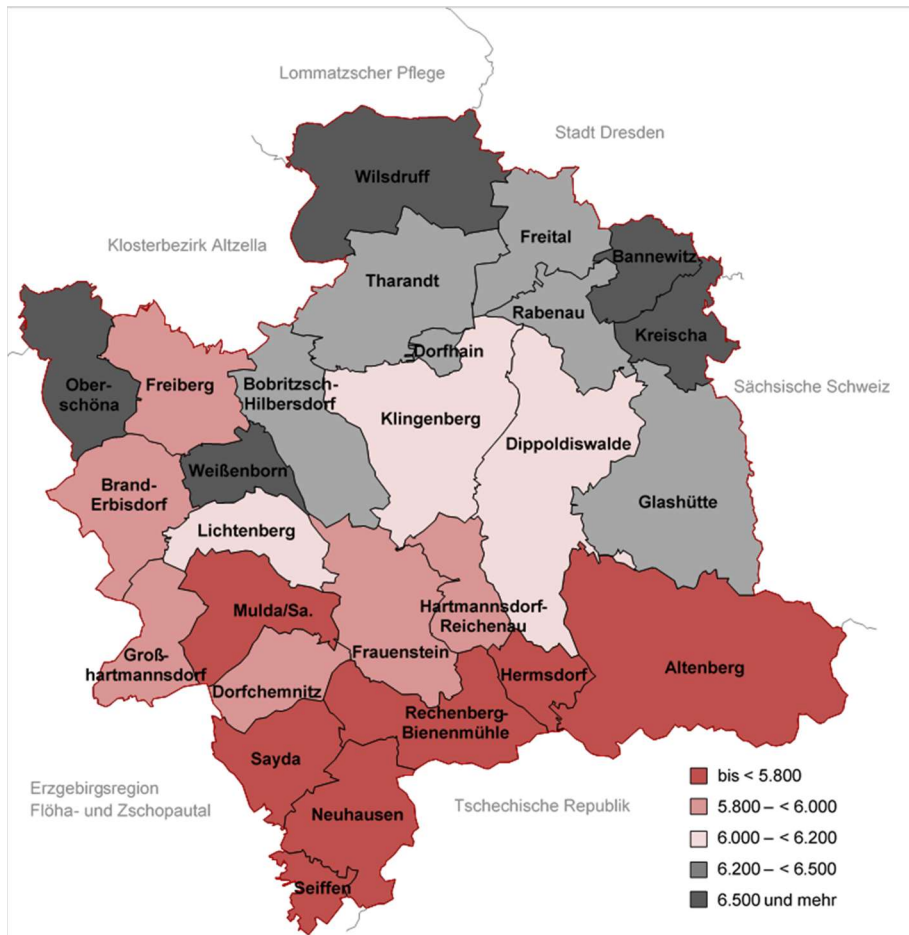 Lommatzscher Pflege
Stadt Dresden
Wilsdruff
Freital
Klosterbezirk Altzella
Bannewitz
Tharandt
Rabenau
Kreischa
Dorfhain
Ober-
schöna
Freiberg
Bobritzsch-
Hilbersdorf
Sächsische Schweiz
Klingenberg
Dippoldiswalde
Weißenborn
Brand-
Erbisdorf
Glashütte
Lichtenberg
Mulda/Sa.
Hartmannsdorf-
Reichenau
Groß-
hartmannsdorf
Frauenstein
Altenberg
Hermsdorf
Dorfchemnitz
Rechenberg-
Bienenmühle
Sayda
Erzgebirgsregion
Flöha- und Zschopautal
Tschechische Republik
Neuhausen
Seiffen
bis < 5.800
5.800 – < 6.000
6.000 – < 6.200
6.200 – < 6.500
6.500 und mehr